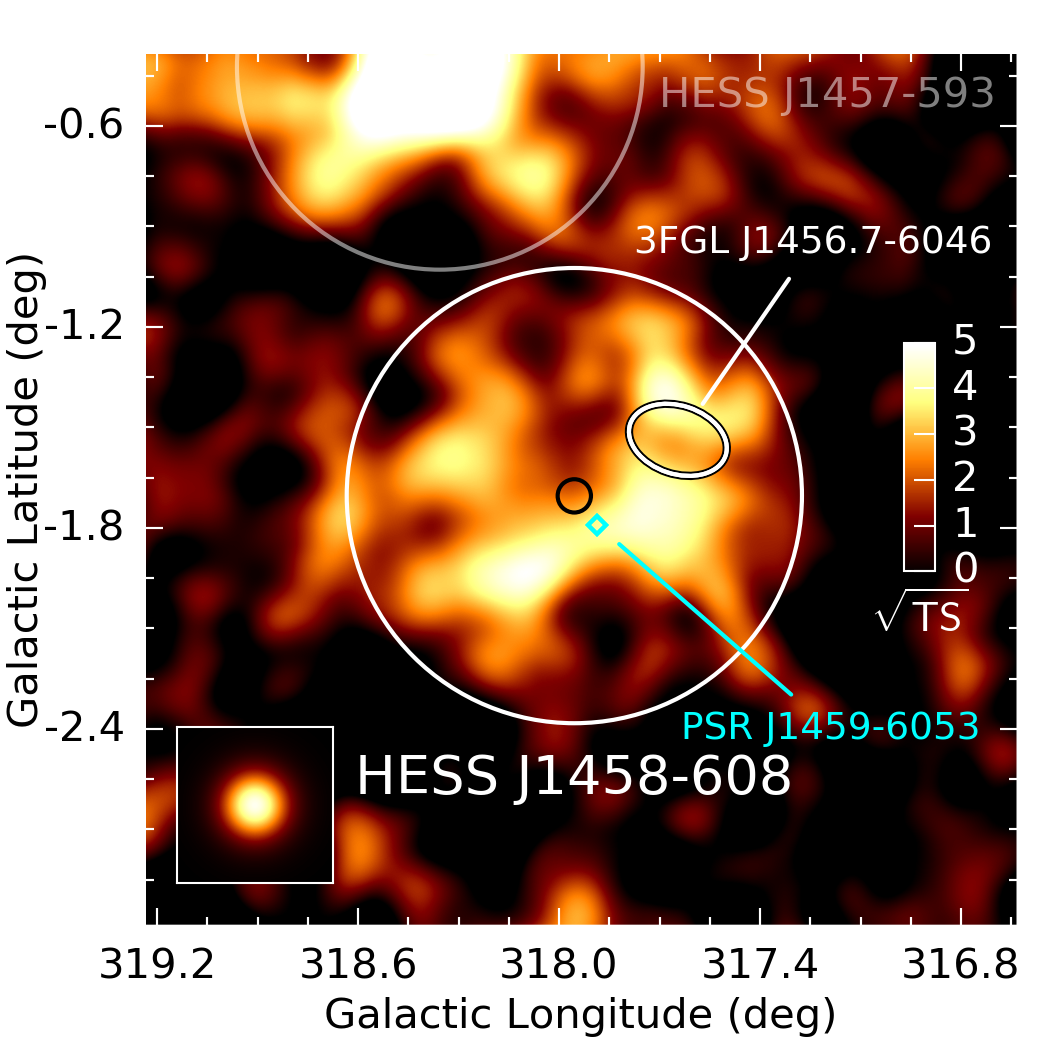 HESS J1457-593
3FGL J1456.7-6046
PSR J1459-6053
HESS J1458-608
5
4
3
2
1
0
√TS
Galactic Latitude (deg)
-0.6
-1.2
-1.8
-2.4
319.2 318.6 318.0 317.4 316.8
Galactic Longitude (deg)